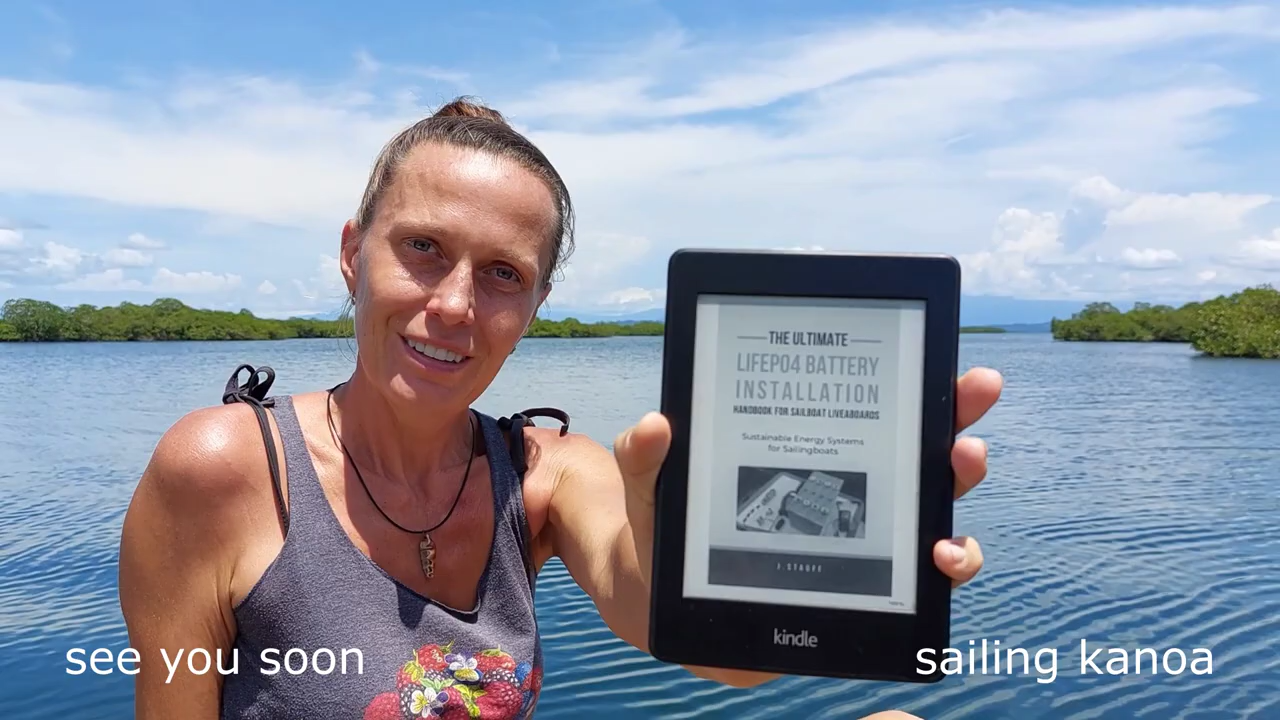 THE ULTIMATE
LIFEPO4 BATTERY
INSTALLATION
HANDBOOK FOR SAILBOAT LIVEABOARDS
Sustainable Energy Systems
for Sailingboats
J STAUFF
kindle
see you soon
sailing kanoa